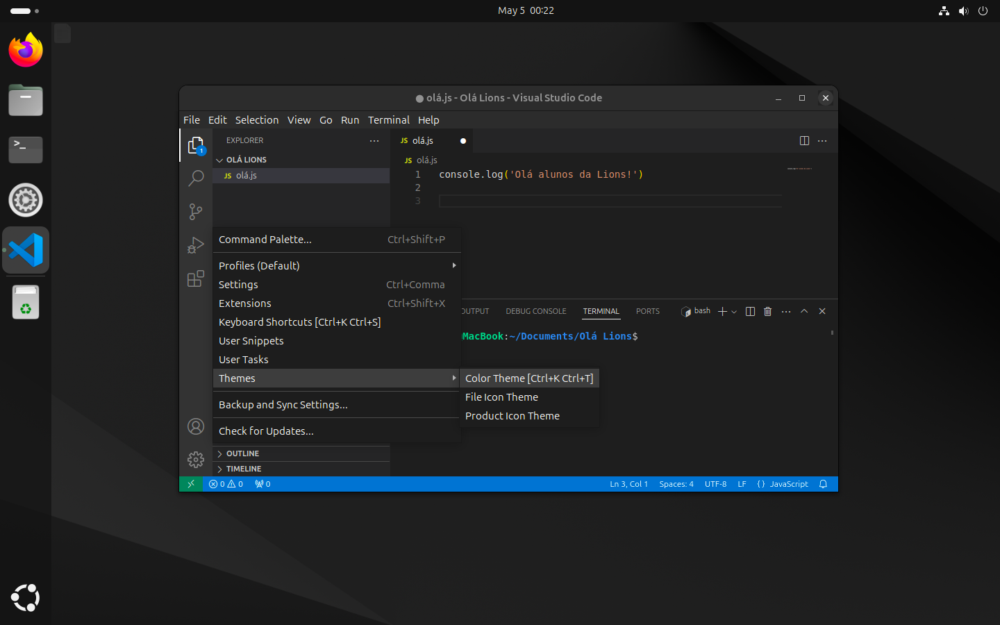 May 5 00:22
● olá.js - Olá Lions - Visual Studio Code
File Edit Selection View Go Run Terminal Help
EXPLORER
JS olá.js
OLÁ LIONS
JS olá.js
JS olá.js
1 console.log('Olá alunos da Lions!')
2
3
1
Command Palette... Ctrl+Shift+P
Profiles (Default)
Settings Ctrl+Comma
Extensions Ctrl+Shift+X
Keyboard Shortcuts [Ctrl+K Ctrl+S]
User Snippets
User Tasks
Themes
Backup and Sync Settings...
Check for Updates...
Color Theme [Ctrl+K Ctrl+T]
File Icon Theme
Product Icon Theme
OUTPUT DEBUG CONSOLE TERMINAL PORTS bash
MacBook:~/Documents/Olá Lions$
OUTLINE
TIMELINE
0 0 0 Ln 3, Col 1 Spaces: 4 UTF-8 LF { } JavaScript